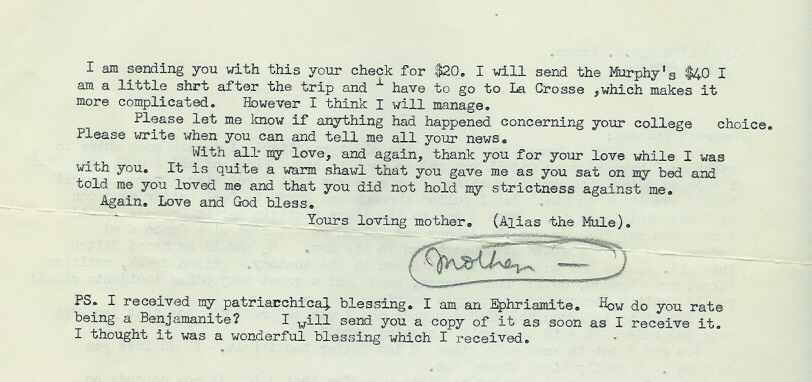 I am sending you with this your check for $20. I will send the Murphy's $40 I
am a little shrt after the trip and I have to go to La Crosse ,which makes it
more complicated. However I think I will manage.
Please let me know if anything had happened concerning your college choice.
Please write when you can and tell me all your news.
With all my love, and again, thank you for your love while I was
with you. It is quite a warm shawl that you gave me as you sat on my bed and
told me you loved me and that you did not hold my strictness against me.
Again. Love and God bless.
Yours loving mother. (Alias the Mule).
Mother —
PS. I received my patriarchical blessing. I am an Ephriamite. How do you rate
being a Benjamanite? I will send you a copy of it as soon as I receive it.
I thought it was a wonderful blessing which I received.